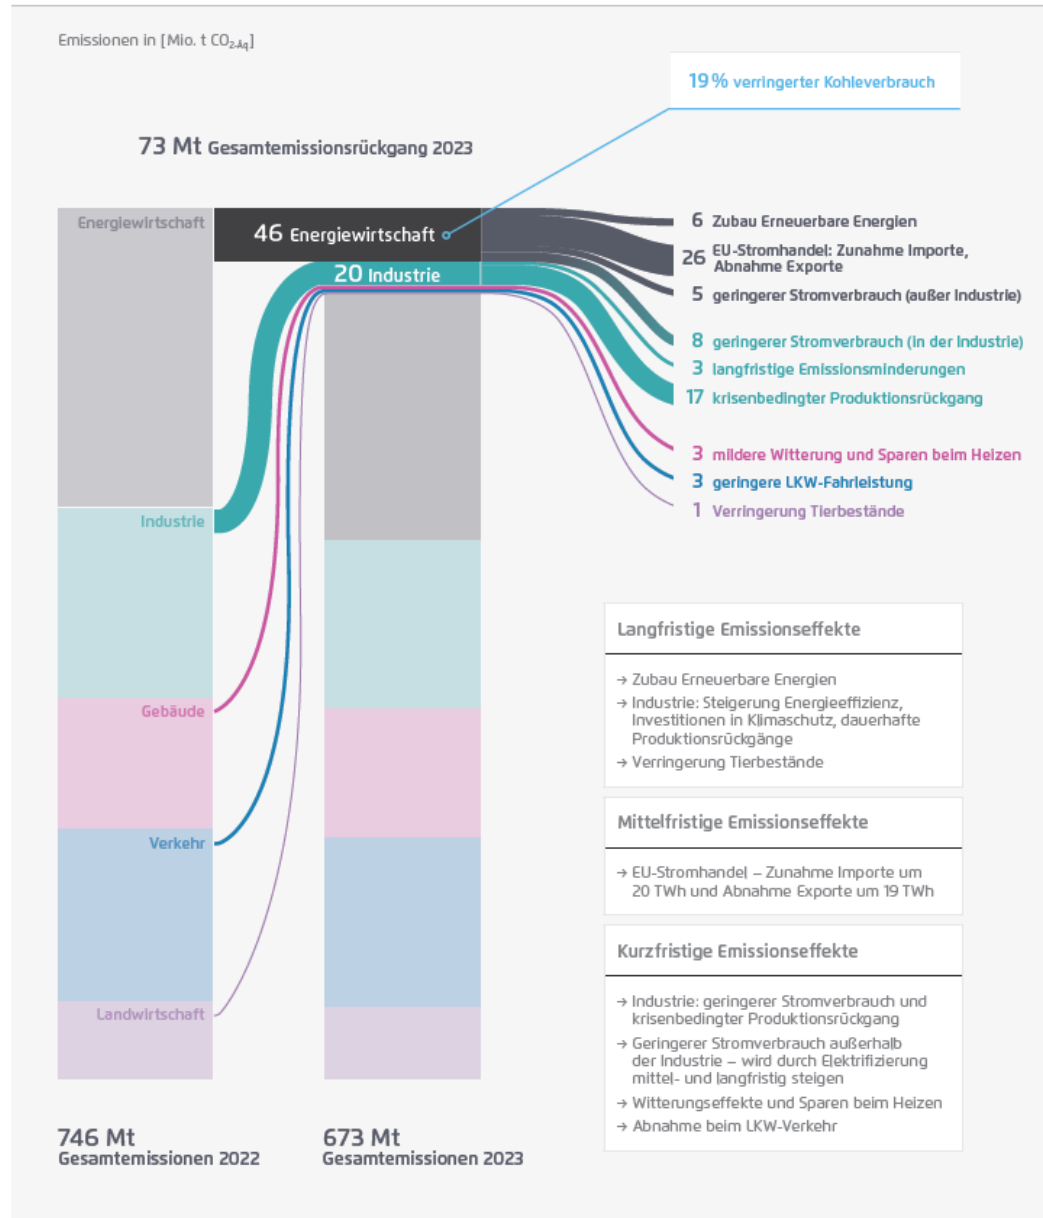 Emissionen in [Mio. t CO2-Äq]
19 % verringerter Kohleverbrauch
73 Mt Gesamtemissionsrückgang 2023
Energiewirtschaft
46 Energiewirtschaft
20 Industrie
6 Zubau Erneuerbare Energien
26 EU-Stromhandel: Zunahme Importe,
Abnahme Exporte
5 geringerer Stromverbrauch (außer Industrie)
8 geringerer Stromverbrauch (in der Industrie)
3 langfristige Emissionsminderungen
17 krisenbedingter Produktionsrückgang
3 mildere Witterung und Sparen beim Heizen
3 geringere LKW-Fahrleistung
1 Verringerung Tierbestände
Industrie
Gebäude
Verkehr
Landwirtschaft
Langfristige Emissionseffekte
→ Zubau Erneuerbare Energien
→ Industrie: Steigerung Energieeffizienz,
Investitionen in Klimaschutz, dauerhafte
Produktionsrückgänge
→ Verringerung Tierbestände
Mittelfristige Emissionseffekte
→ EU-Stromhandel – Zunahme Importe um
20 TWh und Abnahme Exporte um 19 TWh
Kurzfristige Emissionseffekte
→ Industrie: geringerer Stromverbrauch und
krisenbedingter Produktionsrückgang
→ Geringerer Stromverbrauch außerhalb
der Industrie – wird durch Elektrifizierung
mittel- und langfristig steigen
→ Witterungseffekte und Sparen beim Heizen
→ Abnahme beim LKW-Verkehr
746 Mt
Gesamtemissionen 2022
673 Mt
Gesamtemissionen 2023